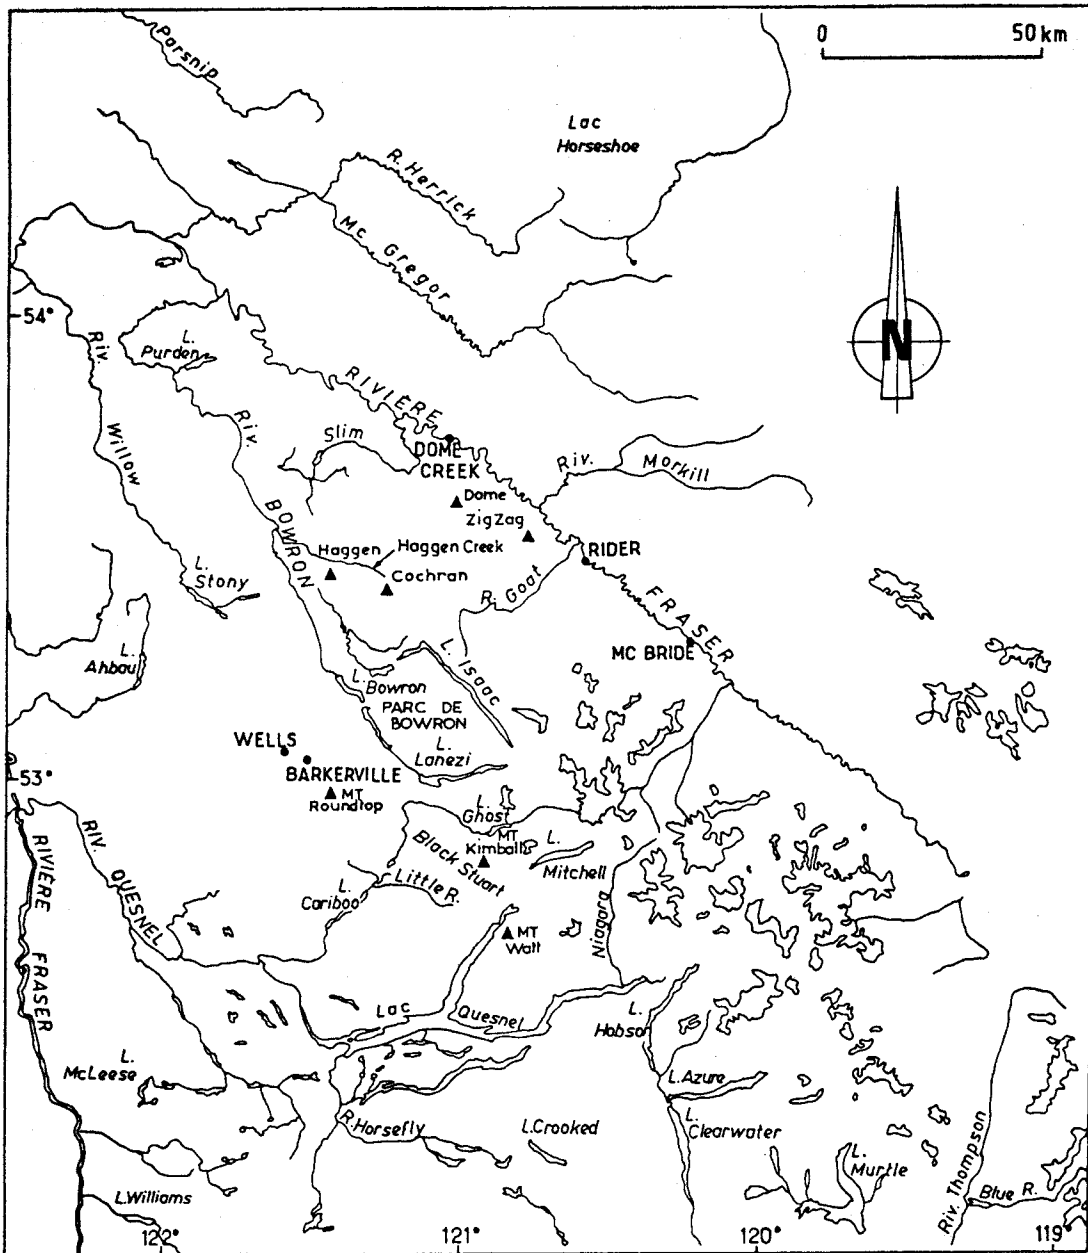 Parsnip
0 50 km
Lac
Horseshoe
R. Herrick
Mc Gregor
N
54°
L.
Purden
Riv.
Willow
RIVIÈRE
Riv.
Slim
DOME
CREEK
Riv.
Morkill
Dome
ZigZag
BOWRON
Haggen
Haggen Creek
Cochran
RIDER
R. Goat
L.
Stony
FRASER
L.
Ahbau
MC BRIDE
L. Isaac
L.
Bowron
PARC DE
BOWRON
WELLS
L.
Lanezi
BARKERVILLE
53°
MT
Roundtop
L.
Ghost
RIV.
QUESNEL
Black Stuart
MT
Kimball
L.
Mitchell
RIVIÈRE
FRASER
L.
Cariboo
Little R.
Niagara
MT
Watt
Lac
Quesnel
L.
Hobson
L.
McLeese
L. Azure
R. Horsefly
L. Crooked
L.
Clearwater
L.
Murtle
L. Williams
Riv. Thompson
Blue R.
122°
121°
120°
119°